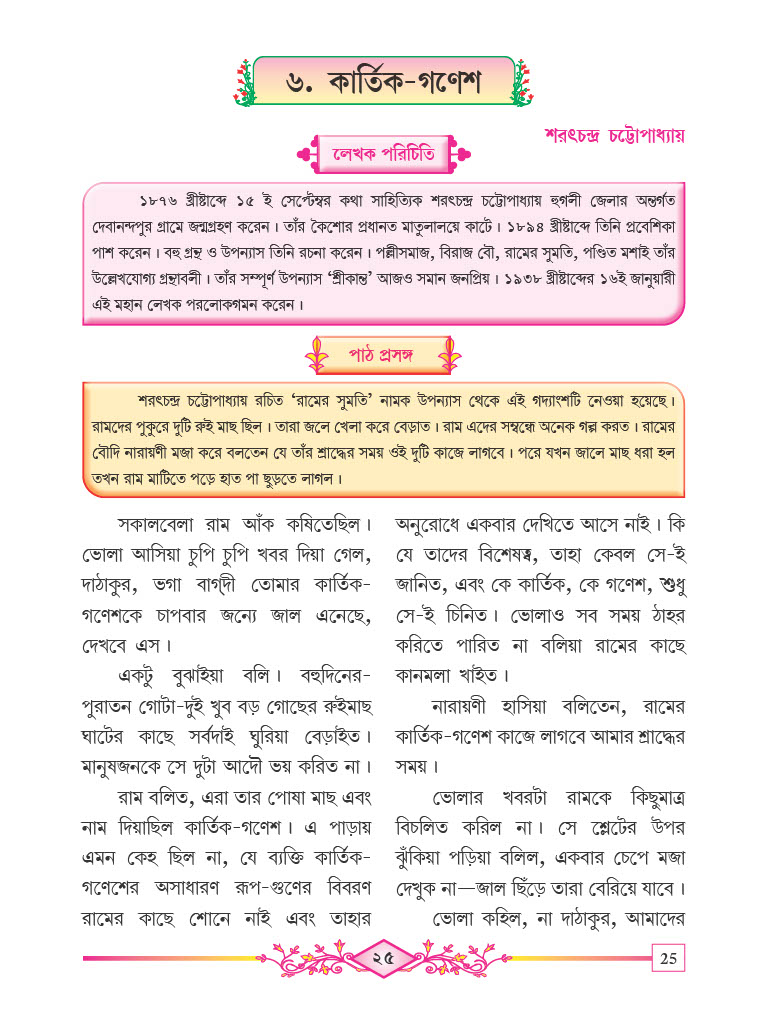 ৬. কার্তিক-গণেশ
শরৎচন্দ্র চট্টোপাধ্যায়
লেখক পরিচিতি
১৮৭৬ খ্রীষ্টাব্দে ১৫ ই সেপ্টেম্বর কথা সাহিত্যিক শরৎচন্দ্র চট্টোপাধ্যায় হুগলী জেলার অন্তর্গত
দেবানন্দপুর গ্রামে জন্মগ্রহণ করেন। তাঁর কৈশোর প্রধানত মাতুলালয়ে কাটে। ১৮৯৪ খ্রীষ্টাব্দে তিনি প্রবেশিকা
পাশ করেন। বহু গ্রন্থ ও উপন্যাস তিনি রচনা করেন। পল্লীসমাজ, বিরাজ বৌ, রামের সুমতি, পণ্ডিত মশাই তাঁর
উল্লেখযোগ্য গ্রন্থাবলী। তাঁর সম্পূর্ণ উপন্যাস ‘শ্রীকান্ত’ আজও সমান জনপ্রিয়। ১৯৩৮ খ্রীষ্টাব্দের ১৬ই জানুয়ারী
এই মহান লেখক পরলোকগমন করেন।
পাঠ প্রসঙ্গ
শরৎচন্দ্র চট্টোপাধ্যায় রচিত ‘রামের সুমতি’ নামক উপন্যাস থেকে এই গদ্যাংশটি নেওয়া হয়েছে।
রামদের পুকুরে দুটি রুই মাছ ছিল। তারা জলে খেলা করে বেড়াত। রাম এদের সম্বন্ধে অনেক গল্প করত। রামের
বৌদি নারায়ণী মজা করে বলতেন যে তাঁর শ্রাদ্ধের সময় ওই দুটি কাজে লাগবে। পরে যখন জালে মাছ ধরা হল
তখন রাম মাটিতে পড়ে হাত পা ছুড়তে লাগল।
সকালবেলা রাম আঁক কষিতেছিল।
ভোলা আসিয়া চুপি চুপি খবর দিয়া গেল,
দাঠাকুর, ভগা বাগ্‌দী তোমার কার্তিক-
গণেশকে চাপবার জন্যে জাল এনেছে,
দেখবে এস।
একটু বুঝাইয়া বলি। বহুদিনের-
পুরাতন গোটা-দুই খুব বড় গোছের রুইমাছ
ঘাটের কাছে সর্বদাই ঘুরিয়া বেড়াইত।
মানুষজনকে সে দুটা আদৌ ভয় করিত না।
রাম বলিত, এরা তার পোষা মাছ এবং
নাম দিয়াছিল কার্তিক-গণেশ। এ পাড়ায়
এমন কেহ ছিল না, যে ব্যক্তি কার্তিক-
গণেশের অসাধারণ রূপ-গুণের বিবরণ
রামের কাছে শোনে নাই এবং তাহার
অনুরোধে একবার দেখিতে আসে নাই। কি
যে তাদের বিশেষত্ব, তাহা কেবল সে-ই
জানিত, এবং কে কার্তিক, কে গণেশ, শুধু
সে-ই চিনিত। ভোলাও সব সময় ঠাহর
করিতে পারিত না বলিয়া রামের কাছে
কানমলা খাইত।
নারায়ণী হাসিয়া বলিতেন, রামের
কার্তিক-গণেশ কাজে লাগবে আমার শ্রাদ্ধের
সময়।
ভোলার খবরটা রামকে কিছুমাত্র
বিচলিত করিল না। সে শ্লেটের উপর
ঝুঁকিয়া পড়িয়া বলিল, একবার চেপে মজা
দেখুক না—জাল ছিঁড়ে তারা বেরিয়ে যাবে।
ভোলা কহিল, না দাঠাকুর, আমাদের
২৫
25